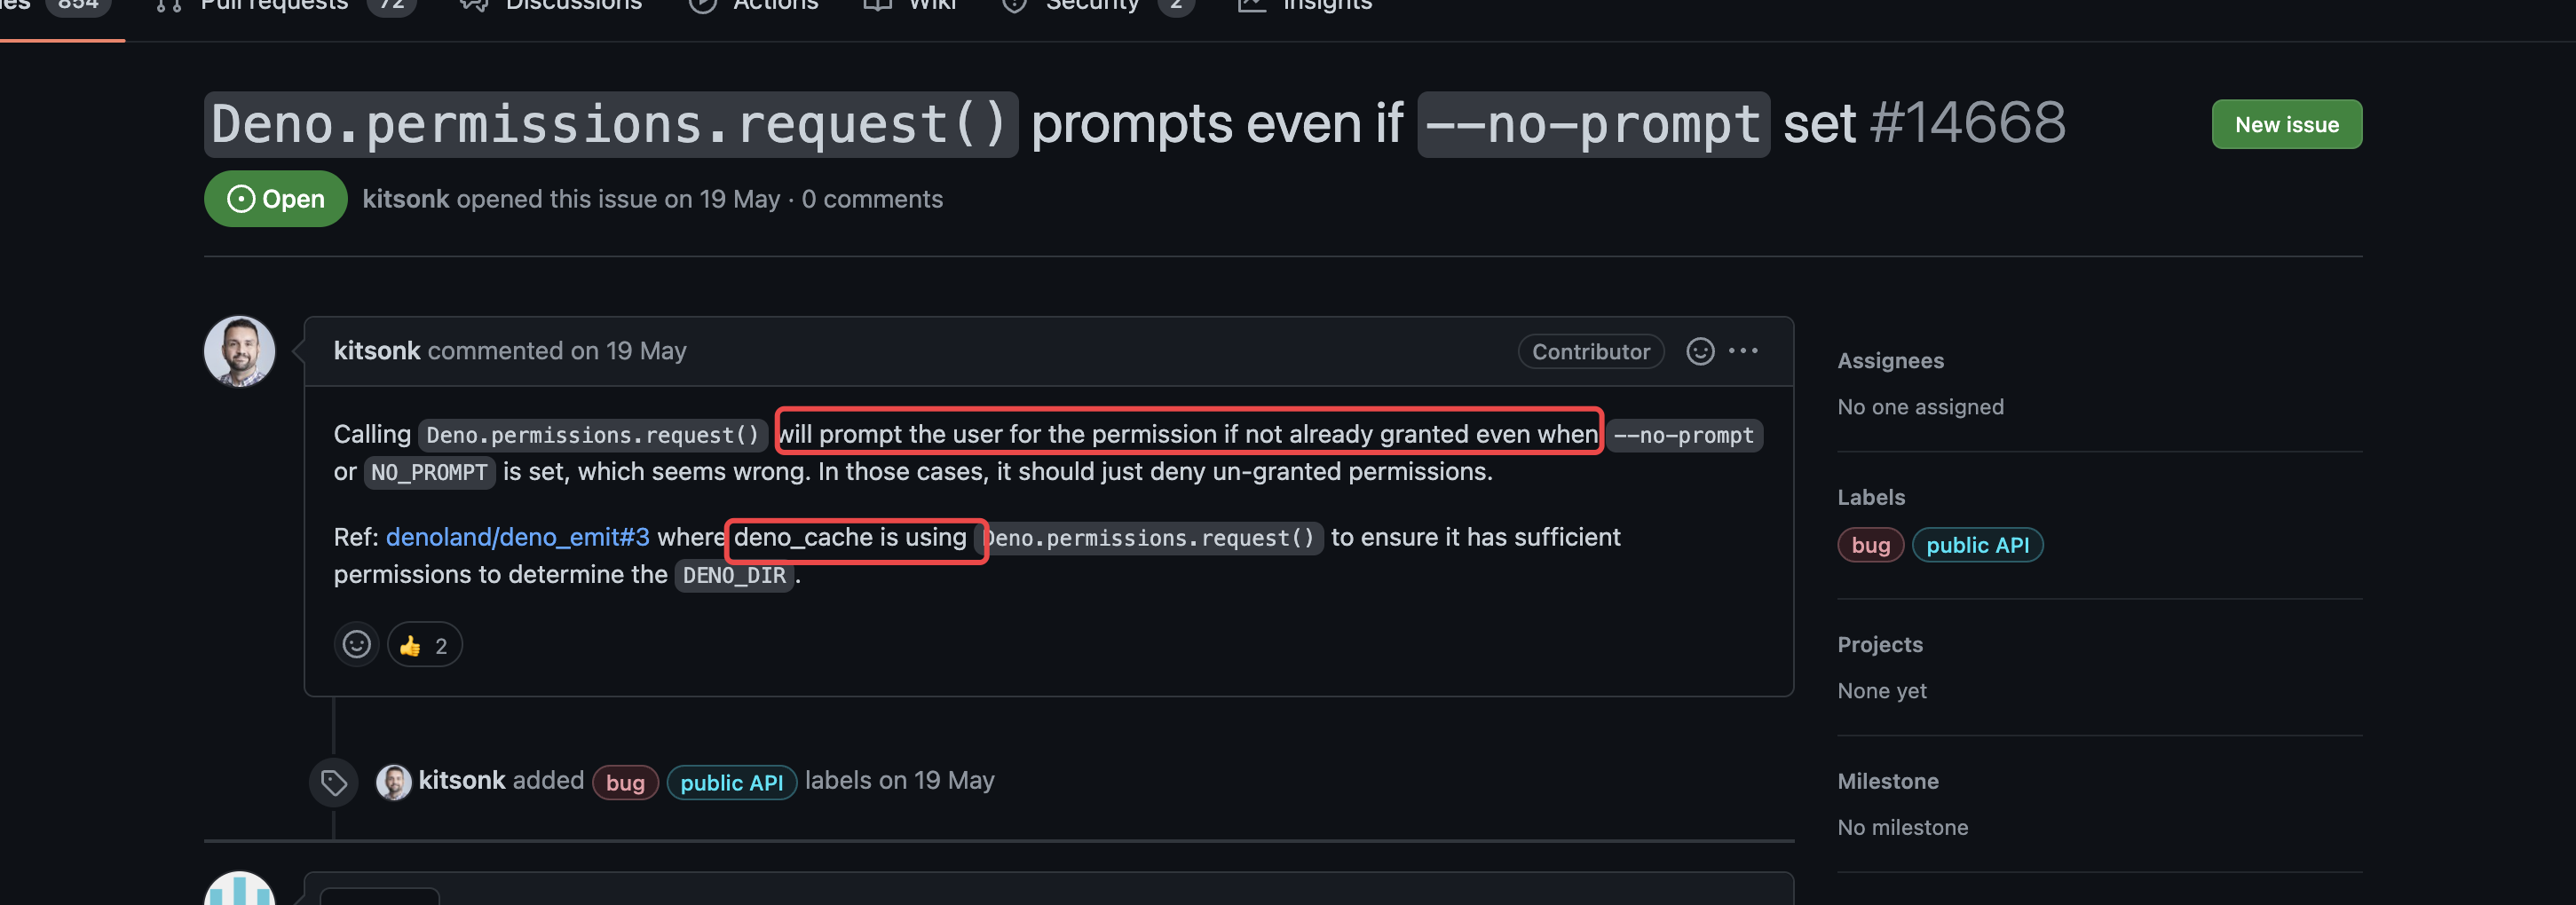 es 854 Pull requests 72 Discussions Actions Wiki Security 2 Insights
Deno.permissions.request() prompts even if --no-prompt set #14668
New issue
Open kitsonk opened this issue on 19 May · 0 comments
kitsonk commented on 19 May
Contributor
Calling Deno.permissions.request() will prompt the user for the permission if not already granted even when --no-prompt
or NO_PROMPT is set, which seems wrong. In those cases, it should just deny un-granted permissions.
Ref: denoland/deno_emit#3 where deno_cache is using Deno.permissions.request() to ensure it has sufficient
permissions to determine the DENO_DIR.
👍 2
kitsonk added bug public API labels on 19 May
Assignees
No one assigned
Labels
bug public API
Projects
None yet
Milestone
No milestone